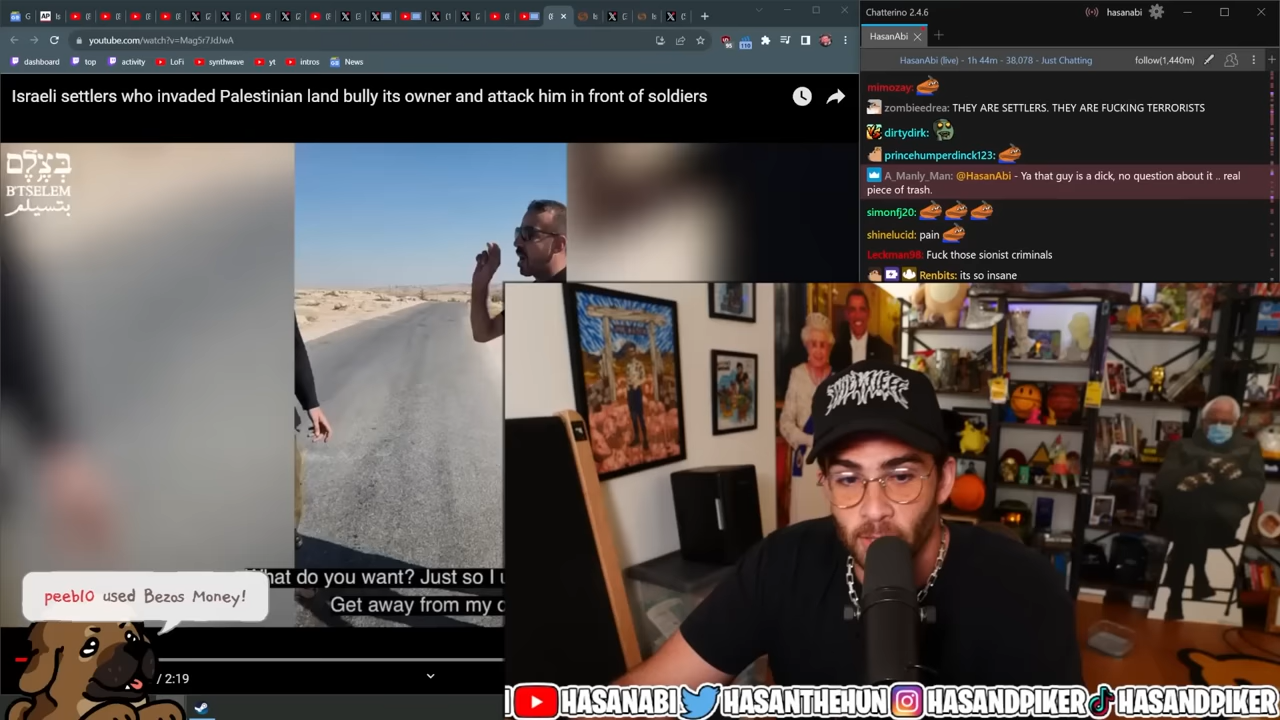 youtube.com/watch?v=Mag5r7JdJwA
dashboard
top
activity
LoFi
synthwave
yt
intros
News
Israeli settlers who invaded Palestinian land bully its owner and attack him in front of soldiers
בצלם
B'TSELEM
بتسيلم
What do you want? Just so I u
Get away from my c
peebl0 used Bezos Money!
/ 2:19
Chatterino 2.4.6
hasanabi
HasanAbi
HasanAbi (live) - 1h 44m - 38,078 - Just Chatting
follow(1,440m)
mimozay:
zombieedrea: THEY ARE SETTLERS. THEY ARE FUCKING TERRORISTS
dirtydirk:
princehumperdinck123:
A_Manly_Man: @HasanAbi - Ya that guy is a dick, no question about it .. real
piece of trash.
simonfj20:
shinelucid: pain
Leckman98: Fuck those sionist criminals
Renbits: its so insane
HASANABI
HASANTHEHUN
HASANDPIKER
HASANDPIKER